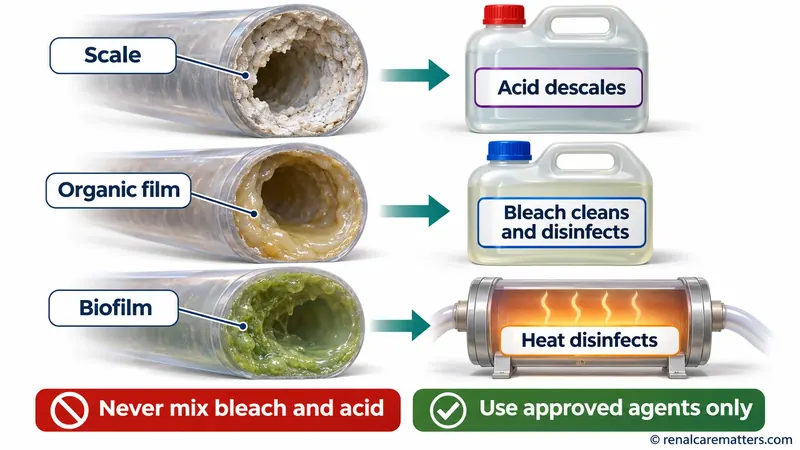 Scale
Acid descales
Organic film
Bleach cleans
and disinfects
Biofilm
Heat disinfects
Never mix bleach and acid
Use approved agents only
© renalcarematters.com